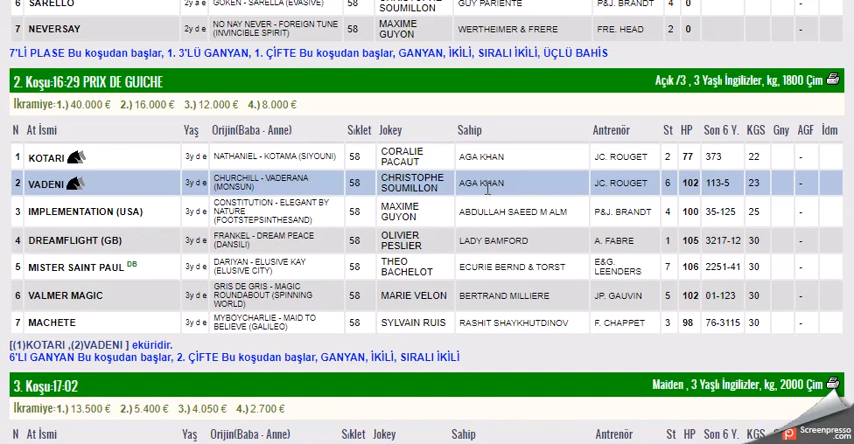 6 SARELLO 2y a e GOKEN - SARELLA (EVASIVE) SOUMILLON GUY PARIENTE P&J. BRANDT 4 0
7 NEVERSAY 2y d e NO NAY NEVER - FOREIGN TUNE (INVINCIBLE SPIRIT) MAXIME GUYON WERTHEIMER & FRERE FRE. HEAD 2 0
7'Lİ PLASE Bu koşudan başlar, 1. 3'LÜ GANYAN, 1. ÇİFTE Bu koşudan başlar, GANYAN, İKİLİ, SIRALI İKİLİ, ÜÇLÜ BAHİS
2. Koşu:16:29 PRIX DE GUICHE Açık /3 , 3 Yaşlı İngilizler, kg, 1800 Çim
İkramiye:1.) 40.000 € 2.) 16.000 € 3.) 12.000 € 4.) 8.000 €
N At İsmi Yaş Orijin(Baba - Anne) Sıklet Jokey Sahip Antrenör St HP Son 6 Y. KGS Gny AGF İdm
1 KOTARI 3y d e NATHANIEL - KOTAMA (SIYOUNI) 58 CORALIE PACAUT AGA KHAN JC. ROUGET 2 77 373 22 -
2 VADENI 3y d e CHURCHILL - VADERANA (MONSUN) 58 CHRISTOPHE SOUMILLON AGA KHAN JC. ROUGET 6 102 113-5 23 -
3 IMPLEMENTATION (USA) 3y d e CONSTITUTION - ELEGANT BY NATURE (FOOTSTEPSINTHESAND) 58 MAXIME GUYON ABDULLAH SAEED M ALM P&J. BRANDT 4 100 35-125 25 -
4 DREAMFLIGHT (GB) 3y d e FRANKEL - DREAM PEACE (DANSILI) 58 OLIVIER PESLIER LADY BAMFORD A. FABRE 1 105 3217-12 30 -
5 MISTER SAINT PAUL DB 3y d e DARIYAN - ELUSIVE KAY (ELUSIVE CITY) 58 THEO BACHELOT ECURIE BERND & TORST E&G. LEENDERS 7 106 2251-41 30 -
6 VALMER MAGIC 3y d e GRIS DE GRIS - MAGIC ROUNDABOUT (SPINNING WORLD) 58 MARIE VELON BERTRAND MILLIERE JP. GAUVIN 5 102 01-123 30 -
7 MACHETE 3y d e MYBOYCHARLIE - MAID TO BELIEVE (GALILEO) 58 SYLVAIN RUIS RASHIT SHAYKHUTDINOV F. CHAPPET 3 98 76-3115 30 -
[(1)KOTARI ,(2)VADENI ] eküridir.
6'LI GANYAN Bu koşudan başlar, 2. ÇİFTE Bu koşudan başlar, GANYAN, İKİLİ, SIRALI İKİLİ
3. Koşu:17:02 Maiden , 3 Yaşlı İngilizler, kg, 2000 Çim
İkramiye:1.) 13.500 € 2.) 5.400 € 3.) 4.050 € 4.) 2.700 €
N At İsmi Yaş Orijin(Baba - Anne) Sıklet Jokey Sahip Antrenör St HP Son 6 Y. KGS
Screenpresso
.com